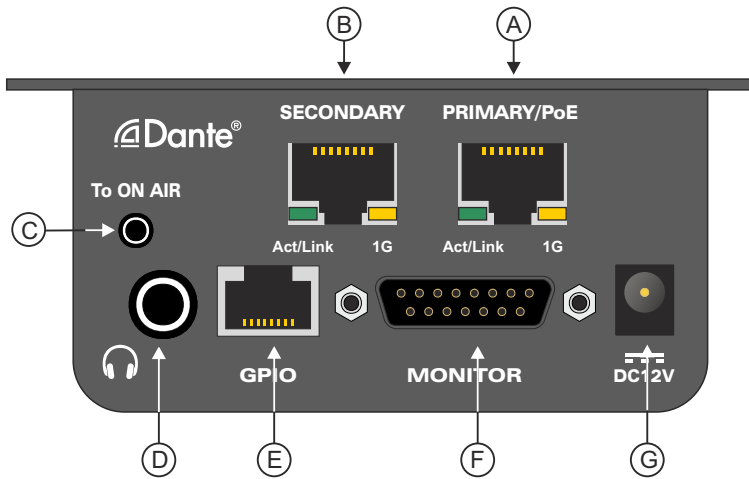 B
A
SECONDARY
PRIMARY/PoE
Dante®
To ON AIR
C
Act/Link
1G
Act/Link
1G
GPIO
MONITOR
DC12V
D
E
F
G